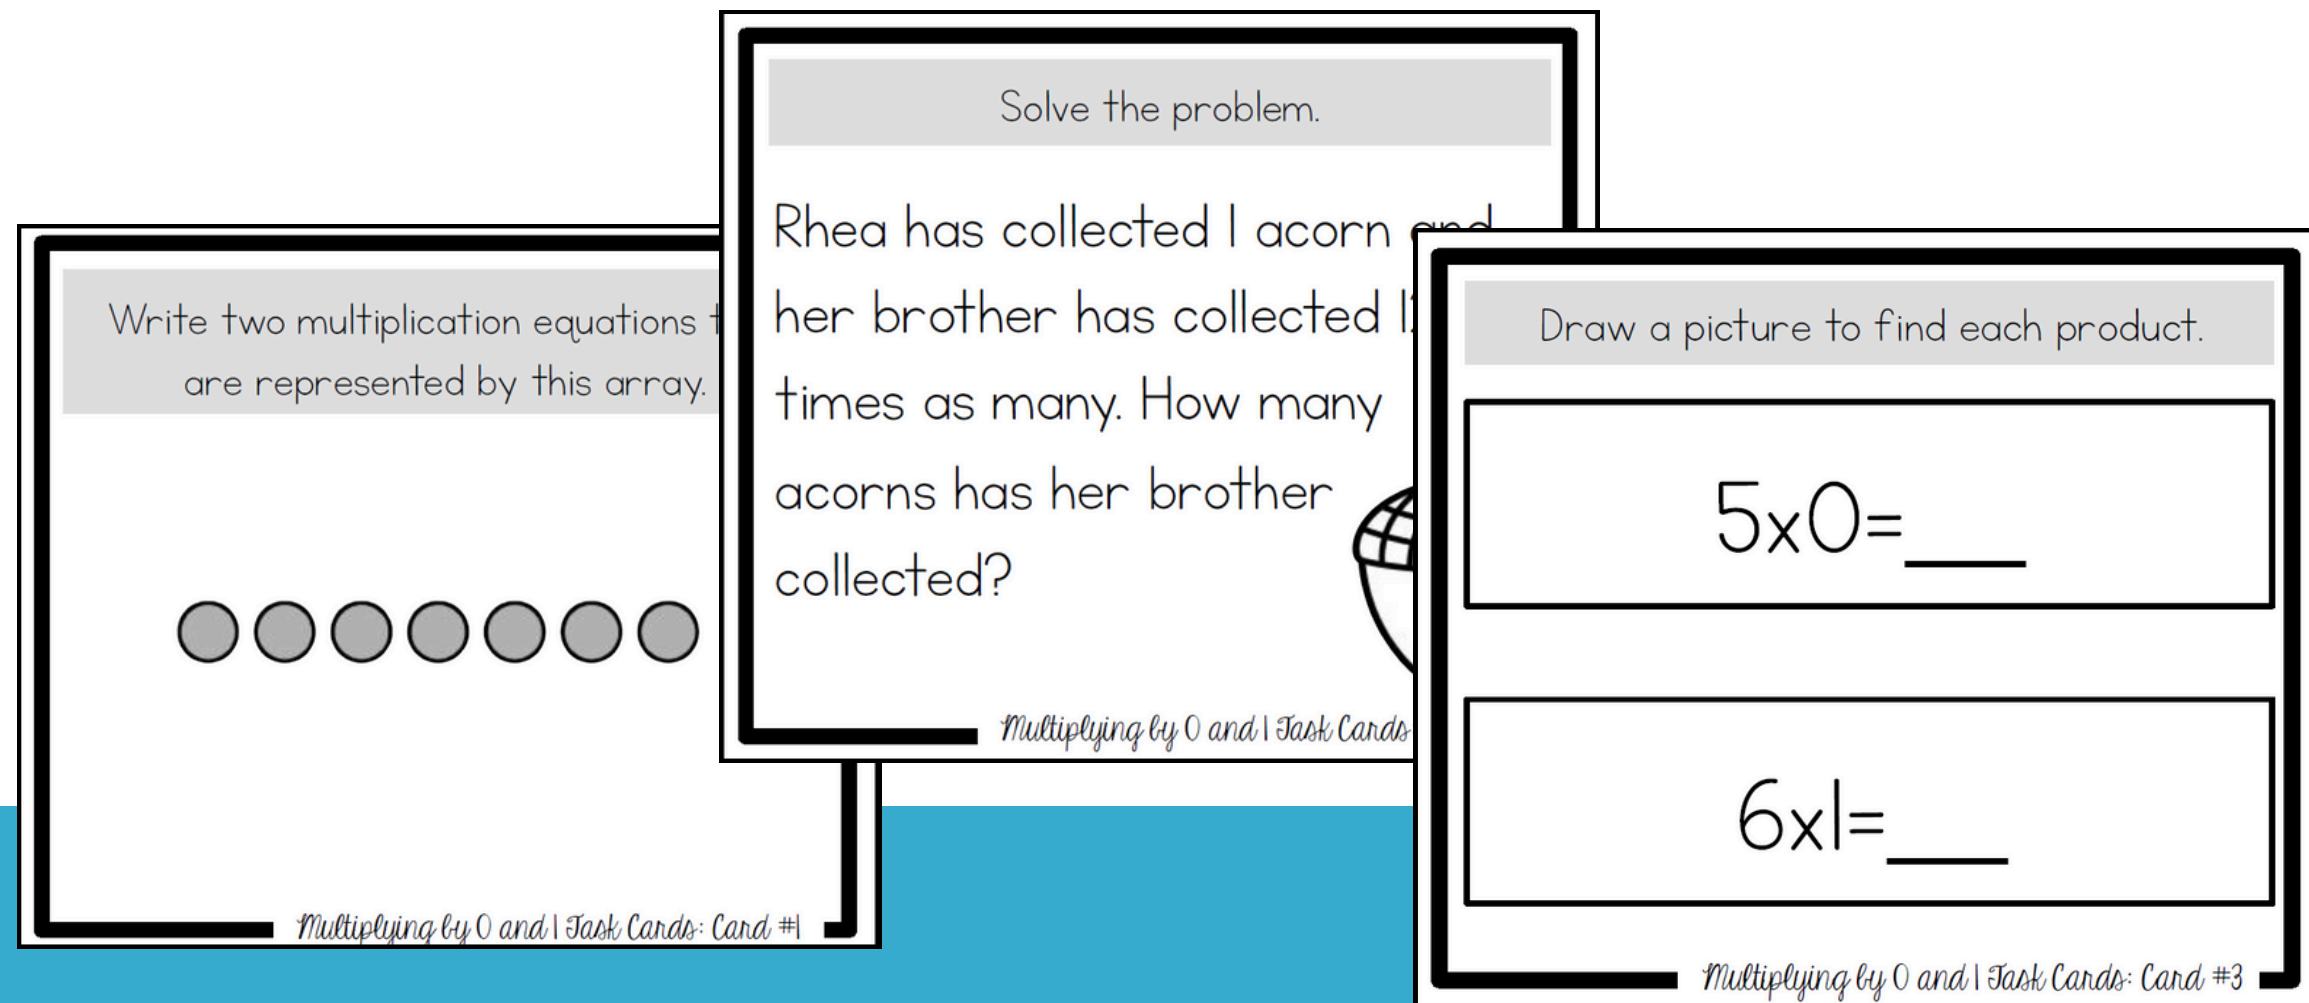 Write two multiplication equations
are represented by this array.
Multiplying by 0 and 1 Task Cards: Card #1
Solve the problem.
Rhea has collected 1 acorn and
her brother has collected
times as many. How many
acorns has her brother
collected?
Multiplying by 0 and 1 Task Cards
Draw a picture to find each product.
5x0=___
6x1=___
Multiplying by 0 and 1 Task Cards: Card #3